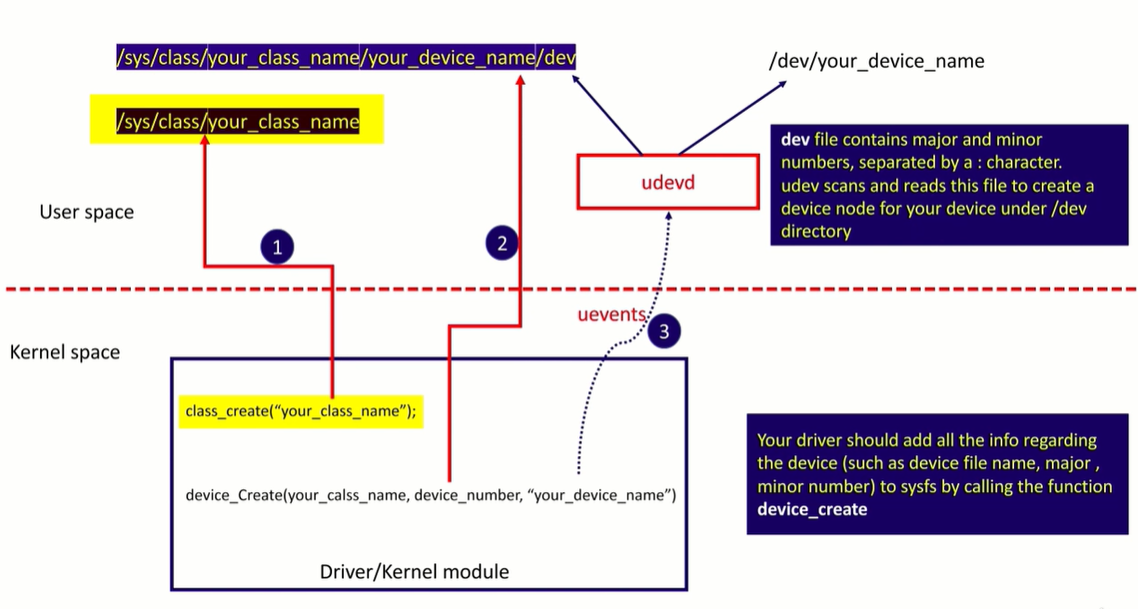 /sys/class/your_class_name/your_device_name/dev
/dev/your_device_name
/sys/class/your_class_name
dev file contains major and minor
numbers, separated by a : character.
udev scans and reads this file to create a
device node for your device under /dev
directory
udevd
User space
1
2
uevents
3
Kernel space
class_create(“your_class_name”);
Your driver should add all the info regarding
the device (such as device file name, major ,
minor number) to sysfs by calling the function
device_create
device_Create(your_calss_name, device_number, “your_device_name”)
Driver/Kernel module